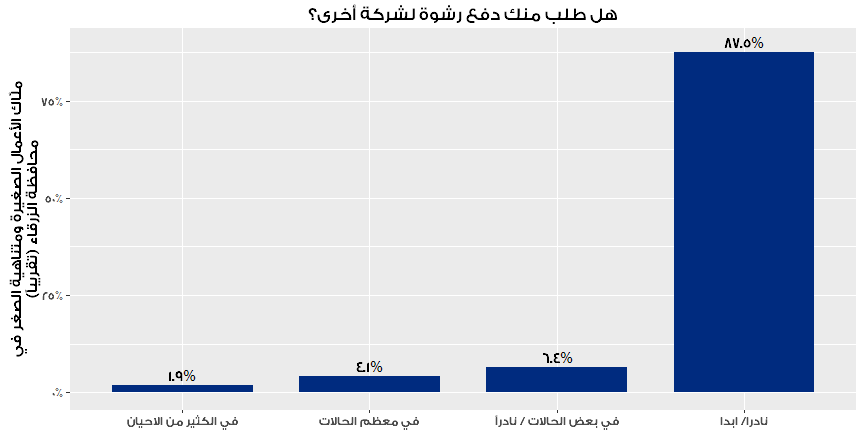 هل طلب منك دفع رشوة لشركة أخرى؟
ملّاك الأعمال الصغيرة ومتناهية الصغر في
محافظة الزرقاء (تقريباً)
٧٥%
٥٠%
٢٥%
٠%
١.٩%
٤.١%
٦.٤%
٨٧.٥%
في الكثير من الاحيان
في معظم الحالات
في بعض الحالات / نادراً
نادرا/ ابدا